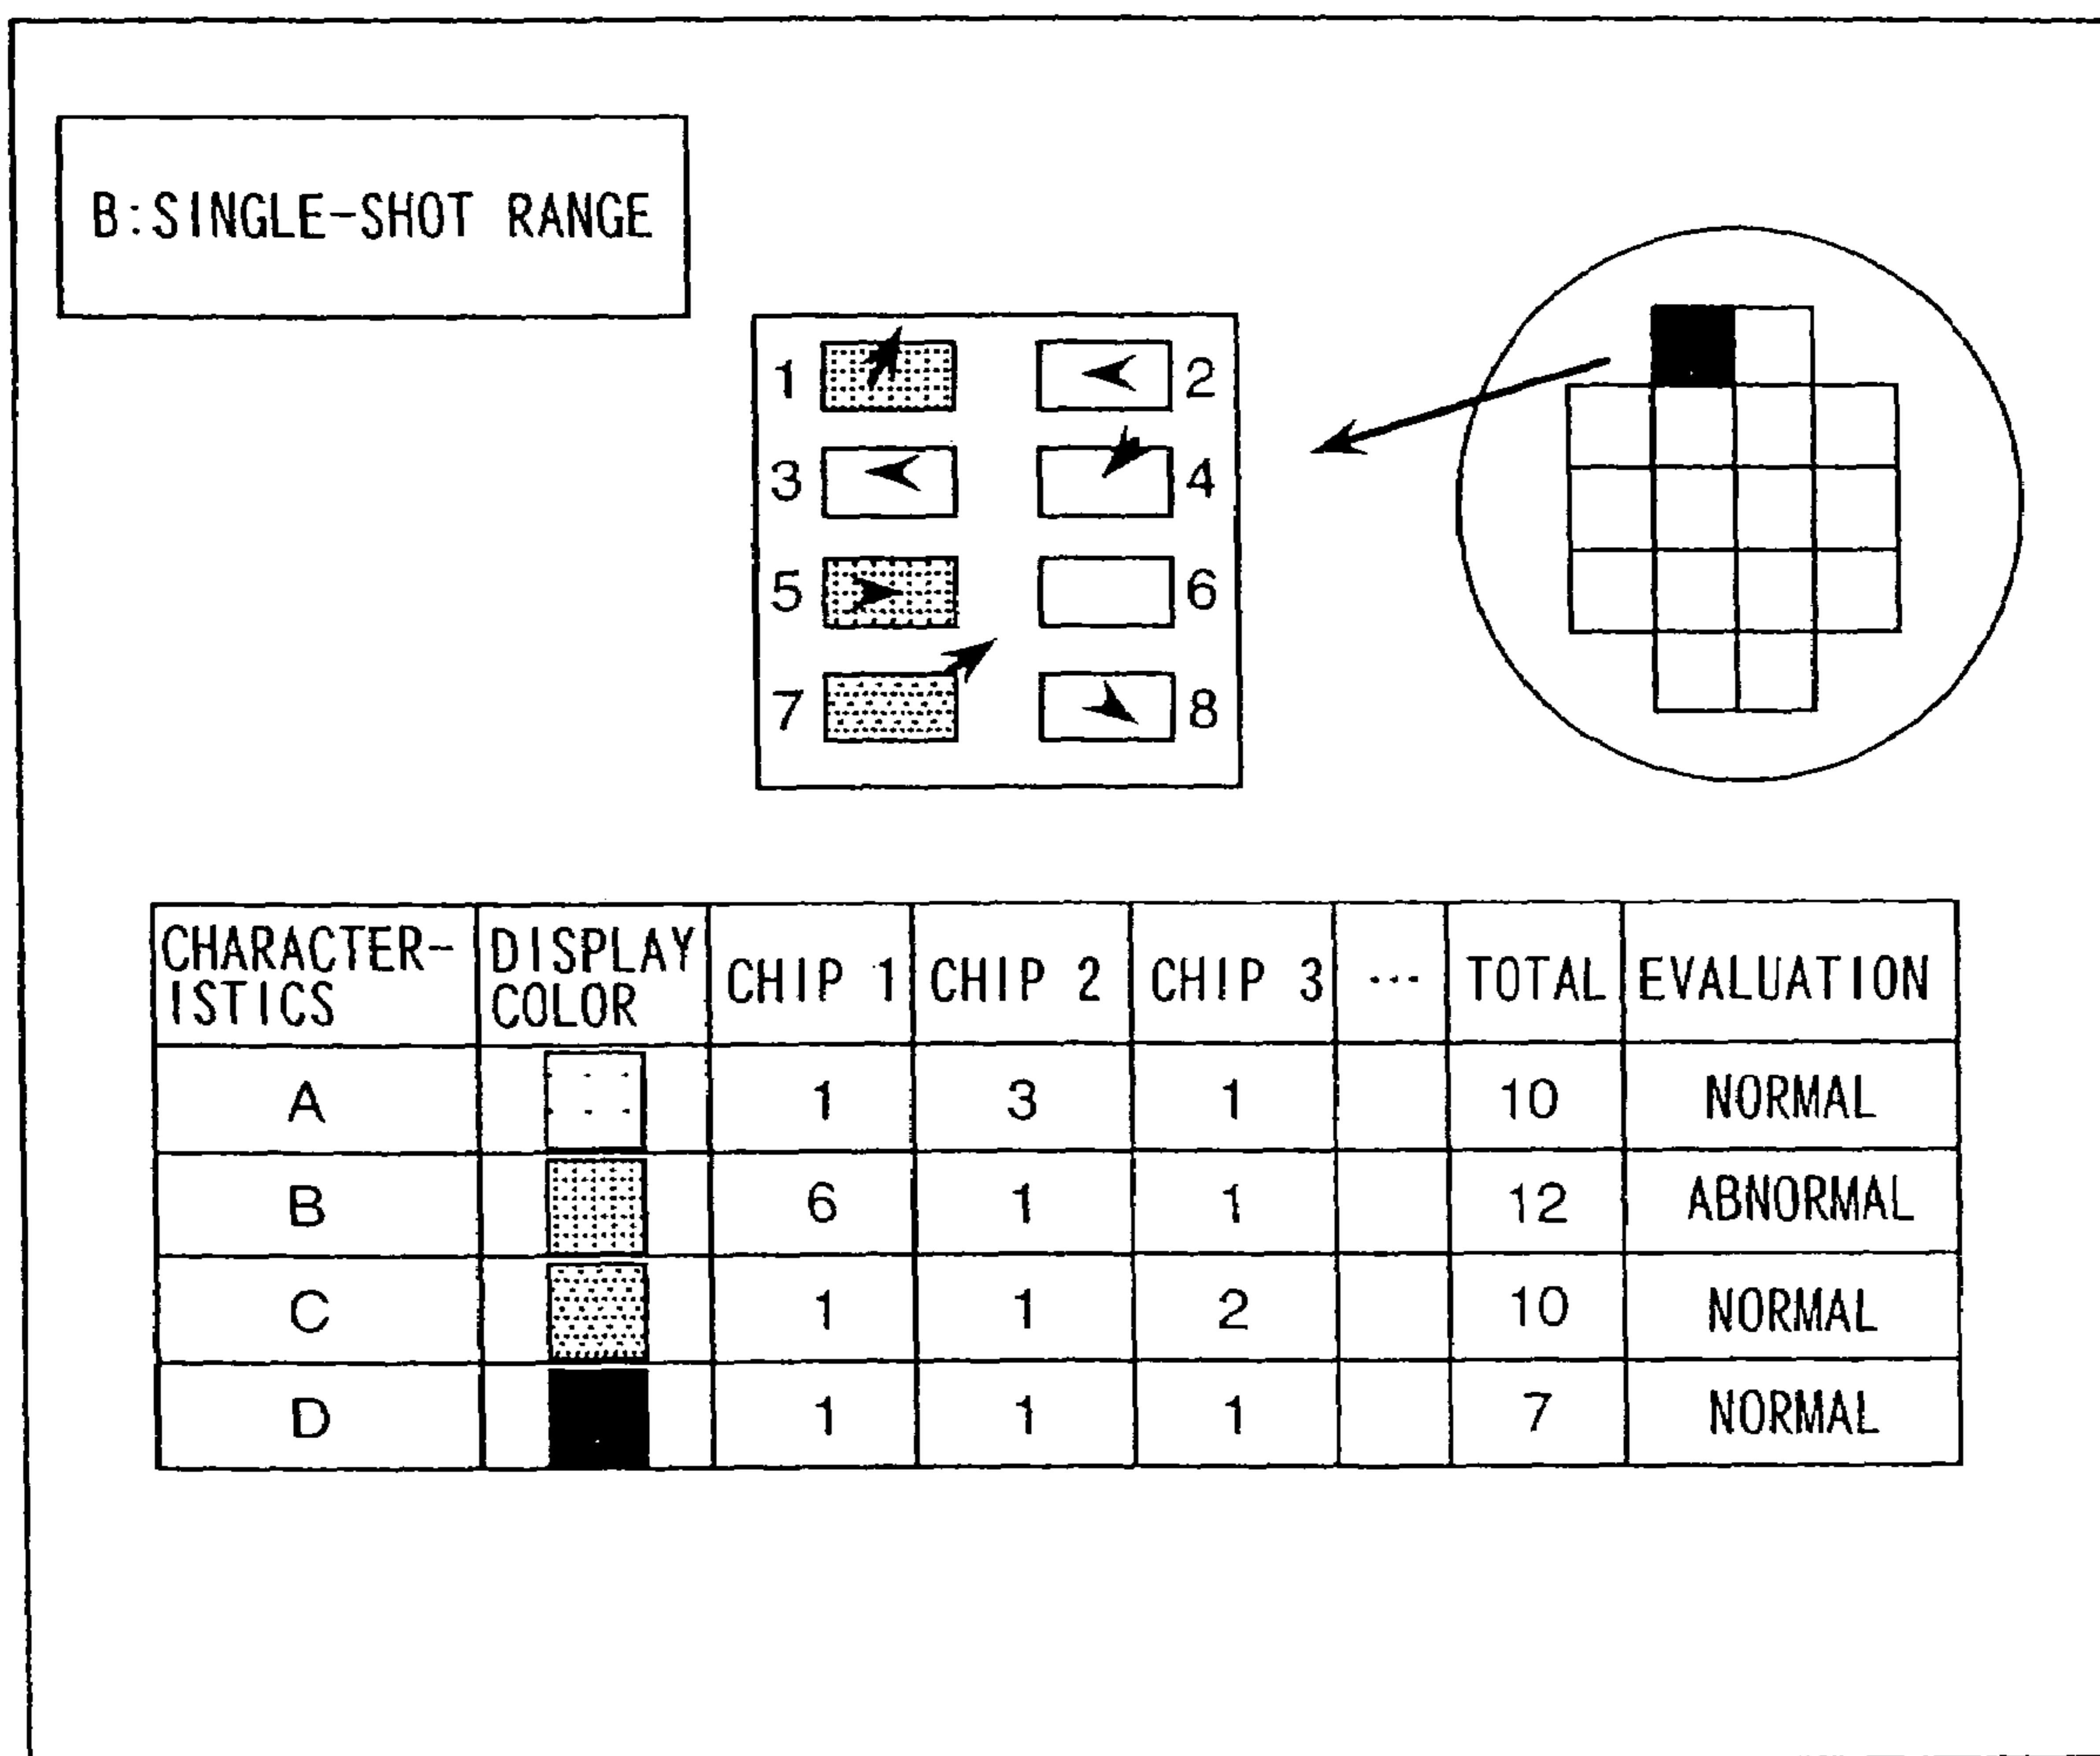 B:SINGLE-SHOT RANGE
1 2
3 4
5 6
7 8
CHARACTER-ISTICS DISPLAY COLOR CHIP 1 CHIP 2 CHIP 3 ... TOTAL EVALUATION
A 1 3 1 10 NORMAL
B 6 1 1 12 ABNORMAL
C 1 1 2 10 NORMAL
D 1 1 1 7 NORMAL